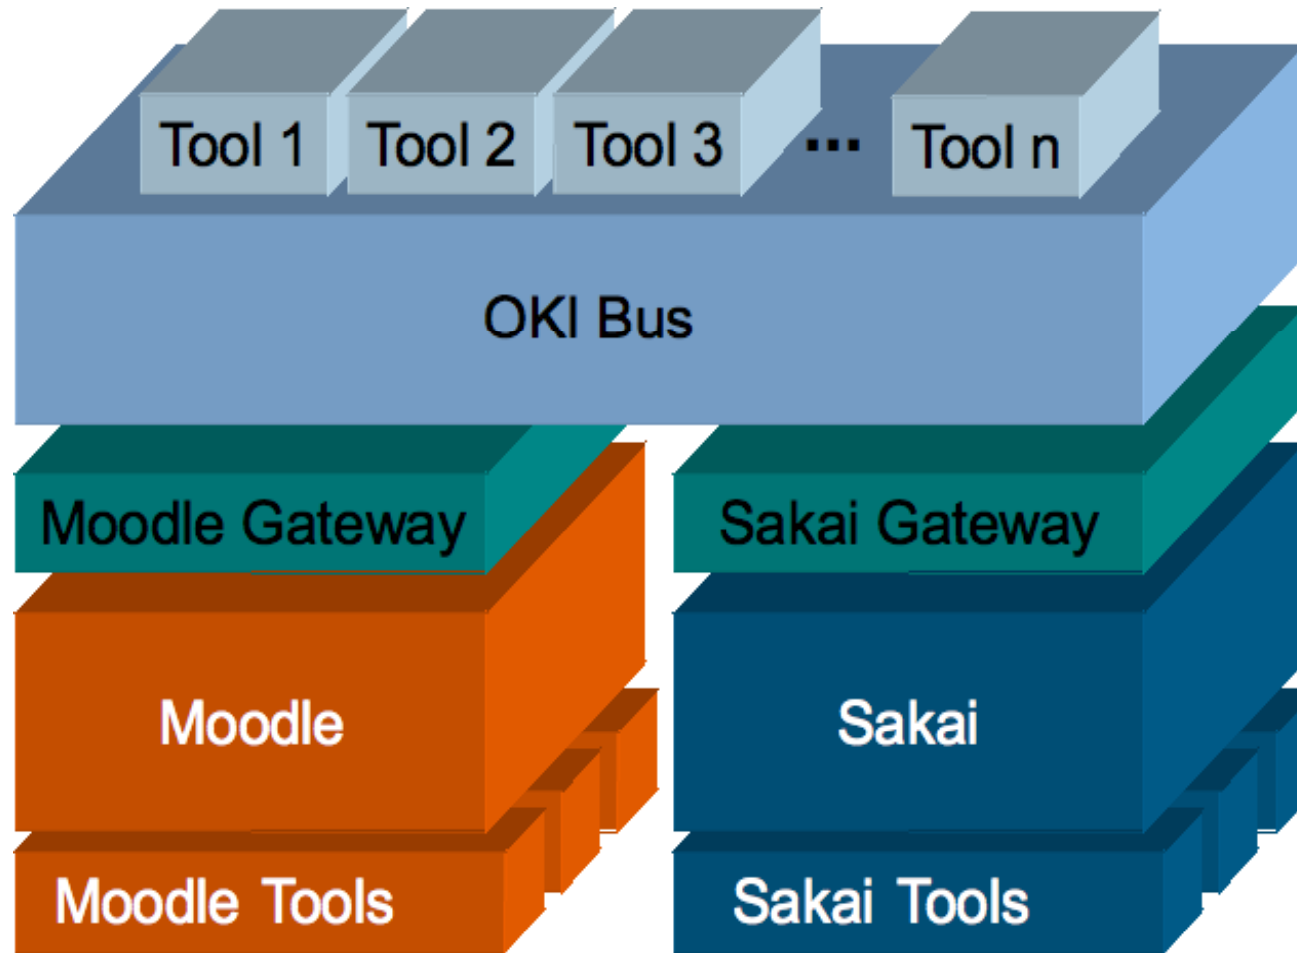 Tool 1
Tool 2
Tool 3
...
Tool n
OKI Bus
Moodle Gateway
Sakai Gateway
Moodle
Sakai
Moodle Tools
Sakai Tools